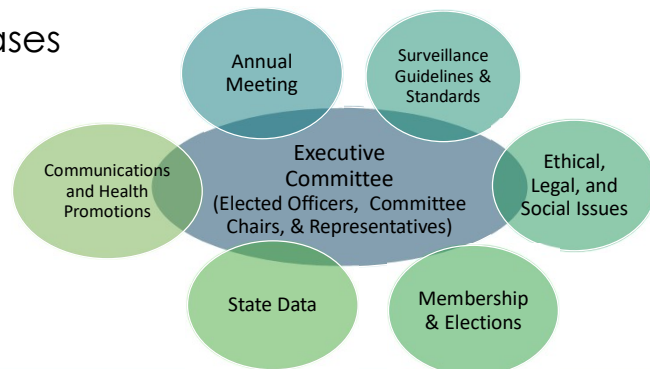 ases
Annual
Meeting
Surveillance
Guidelines &
Standards
Communications
and Health
Promotions
Executive
Committee
(Elected Officers, Committee
Chairs, & Representatives)
Ethical,
Legal, and
Social Issues
State Data
Membership
& Elections